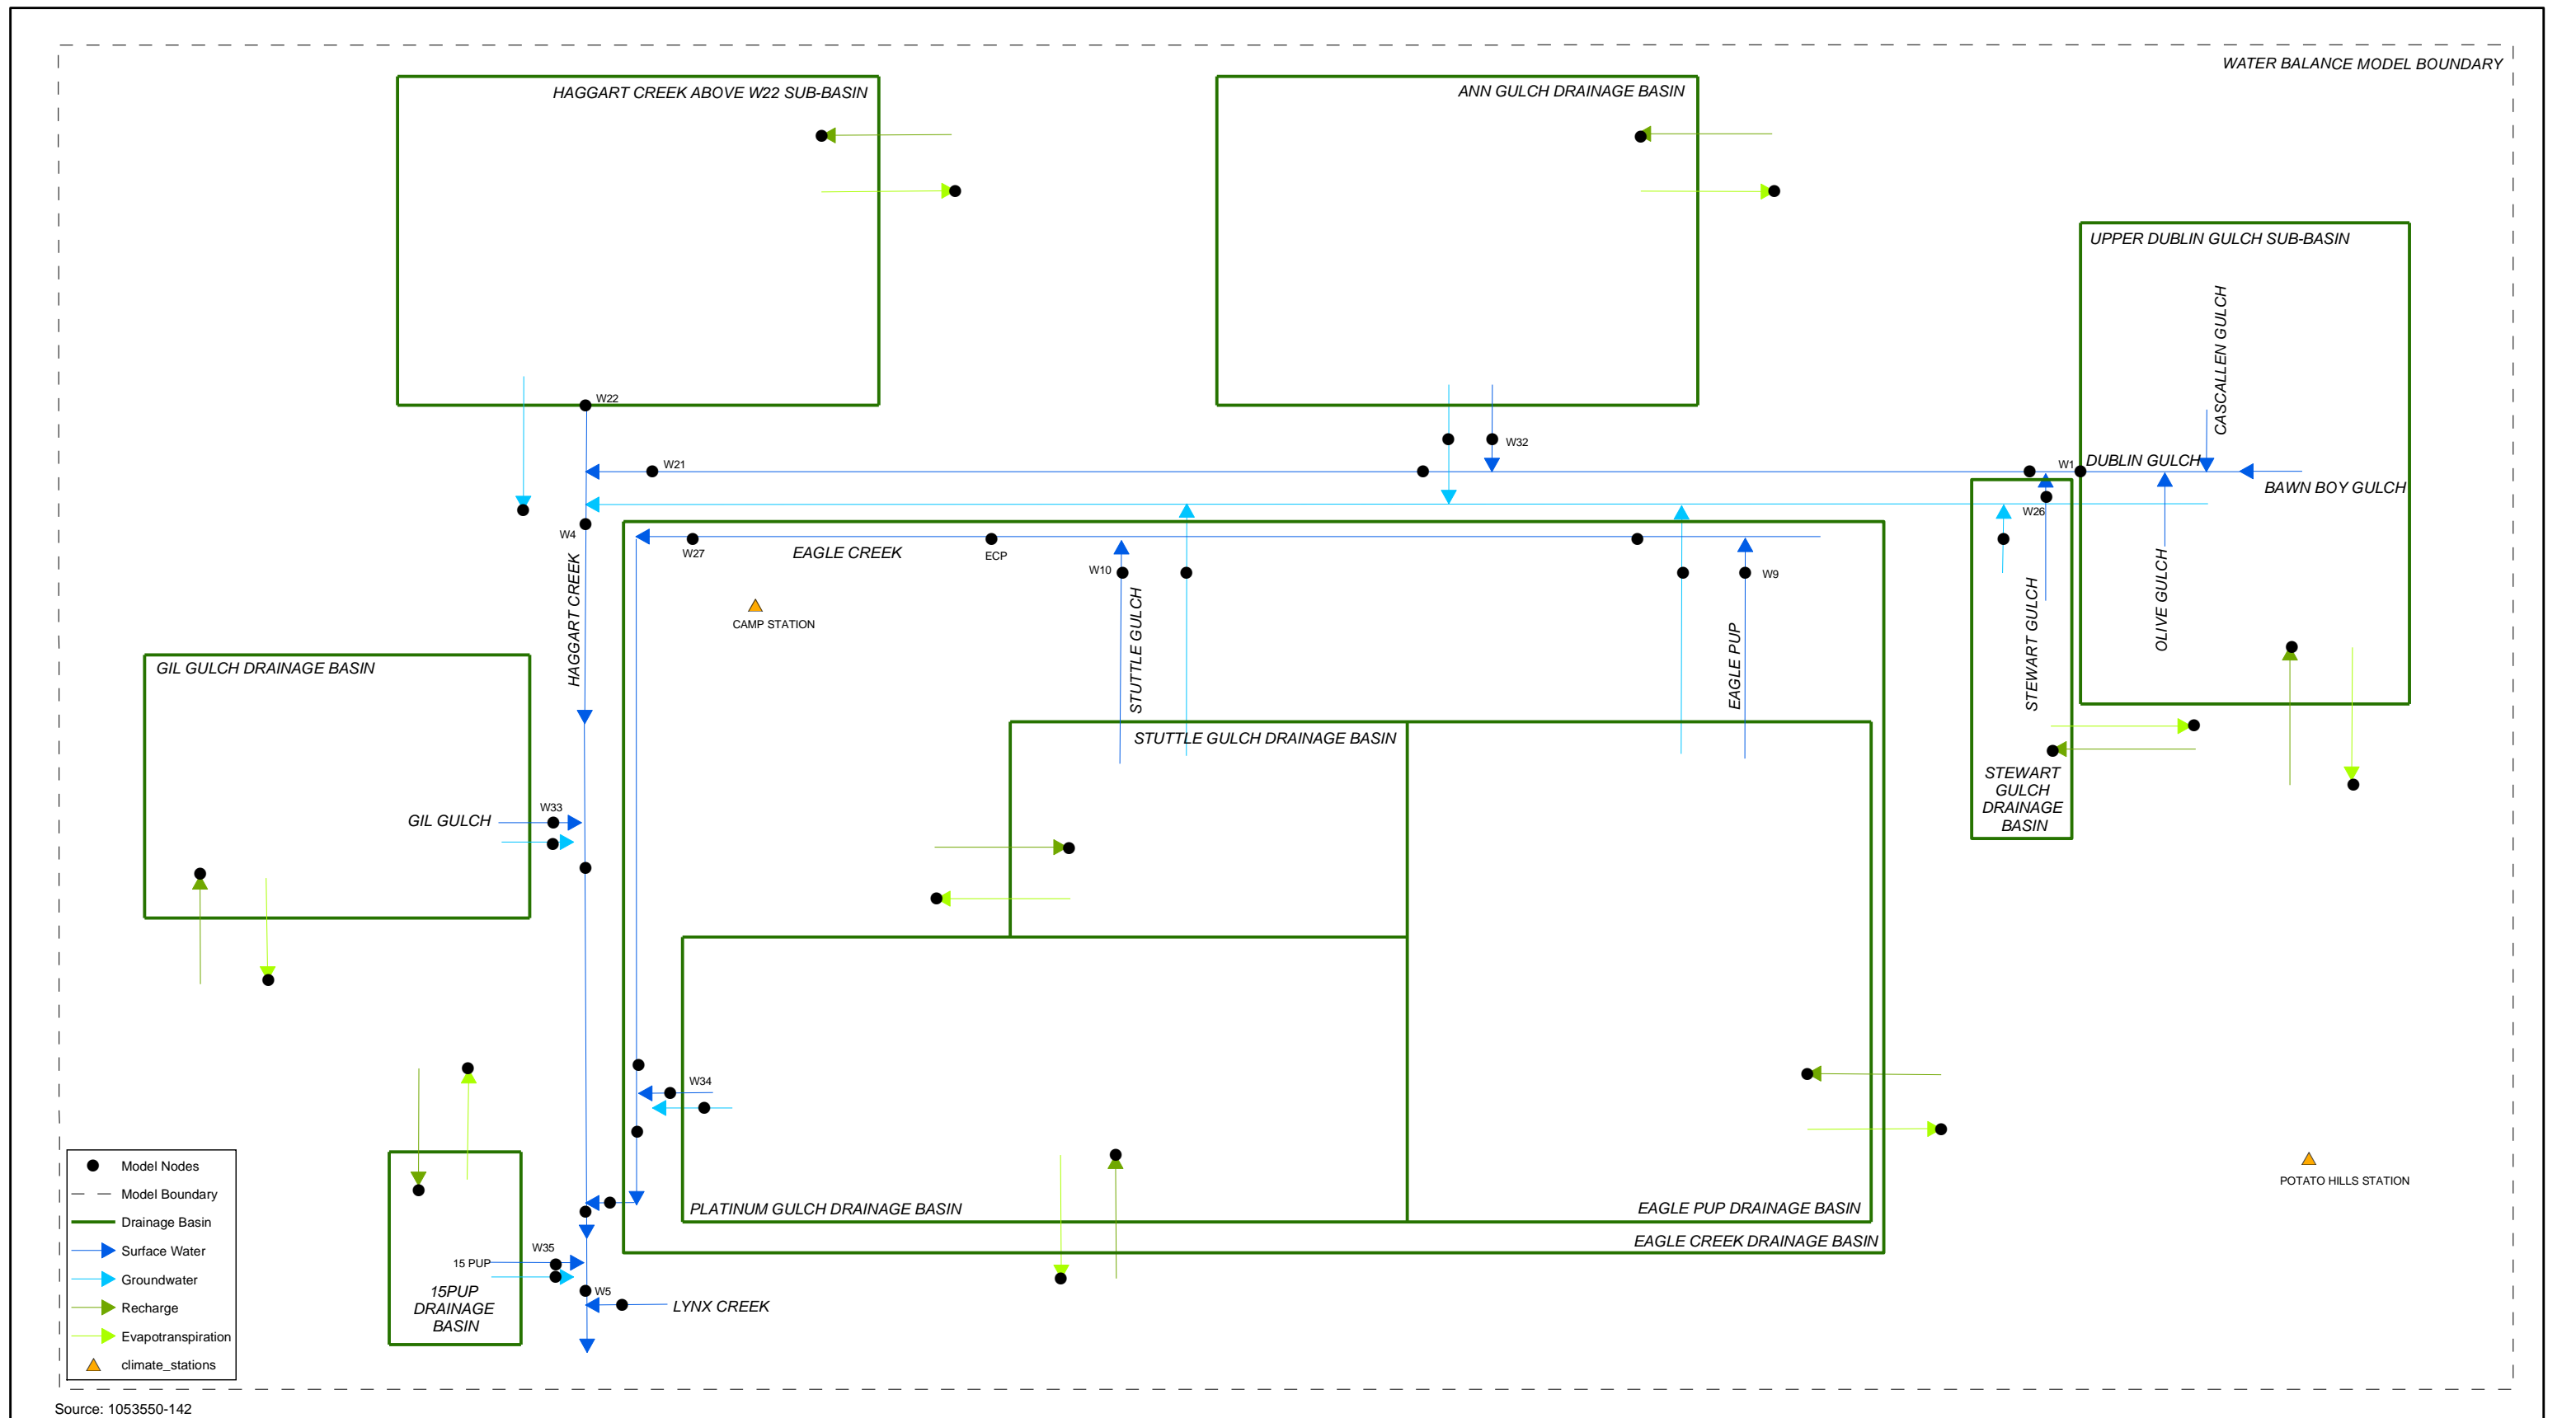 WATER BALANCE MODEL BOUNDARY
HAGGART CREEK ABOVE W22 SUB-BASIN
ANN GULCH DRAINAGE BASIN
UPPER DUBLIN GULCH SUB-BASIN
CASCALLEN GULCH
W22
W32
W21
W1
DUBLIN GULCH
BAWN BOY GULCH
W26
W4
W27
EAGLE CREEK
ECP
W10
W9
HAGGART CREEK
STUTTLE GULCH
EAGLE PUP
STEWART GULCH
OLIVE GULCH
CAMP STATION
GIL GULCH DRAINAGE BASIN
STUTTLE GULCH DRAINAGE BASIN
STEWART
GULCH
DRAINAGE
BASIN
W33
GIL GULCH
W34
PLATINUM GULCH DRAINAGE BASIN
EAGLE PUP DRAINAGE BASIN
EAGLE CREEK DRAINAGE BASIN
POTATO HILLS STATION
W35
15 PUP
15PUP
DRAINAGE
BASIN
W5
LYNX CREEK
Model Nodes
Model Boundary
Drainage Basin
Surface Water
Groundwater
Recharge
Evapotranspiration
climate_stations
Source: 1053550-142